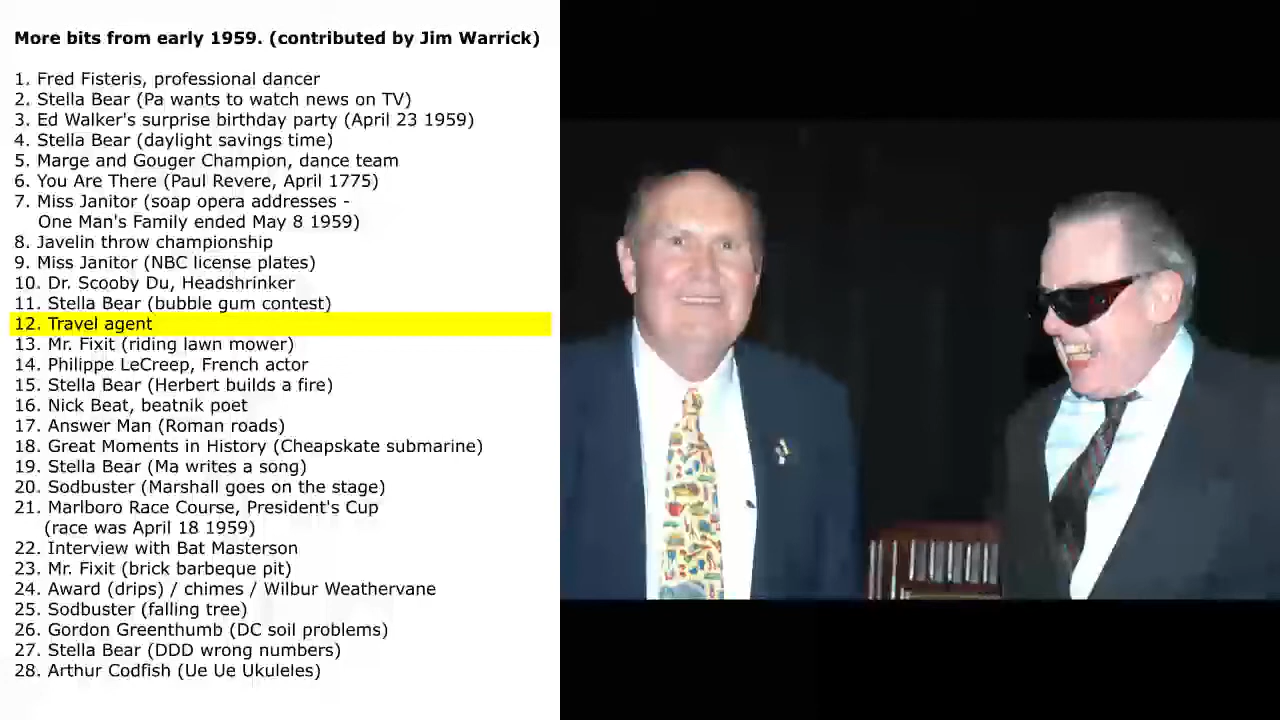 More bits from early 1959. (contributed by Jim Warrick)
1. Fred Fisteris, professional dancer
2. Stella Bear (Pa wants to watch news on TV)
3. Ed Walker's surprise birthday party (April 23 1959)
4. Stella Bear (daylight savings time)
5. Marge and Gouger Champion, dance team
6. You Are There (Paul Revere, April 1775)
7. Miss Janitor (soap opera addresses -
One Man's Family ended May 8 1959)
8. Javelin throw championship
9. Miss Janitor (NBC license plates)
10. Dr. Scooby Du, Headshrinker
11. Stella Bear (bubble gum contest)
12. Travel agent
13. Mr. Fixit (riding lawn mower)
14. Philippe LeCreep, French actor
15. Stella Bear (Herbert builds a fire)
16. Nick Beat, beatnik poet
17. Answer Man (Roman roads)
18. Great Moments in History (Cheapskate submarine)
19. Stella Bear (Ma writes a song)
20. Sodbuster (Marshall goes on the stage)
21. Marlboro Race Course, President's Cup
(race was April 18 1959)
22. Interview with Bat Masterson
23. Mr. Fixit (brick barbeque pit)
24. Award (drips) / chimes / Wilbur Weathervane
25. Sodbuster (falling tree)
26. Gordon Greenthumb (DC soil problems)
27. Stella Bear (DDD wrong numbers)
28. Arthur Codfish (Ue Ue Ukuleles)